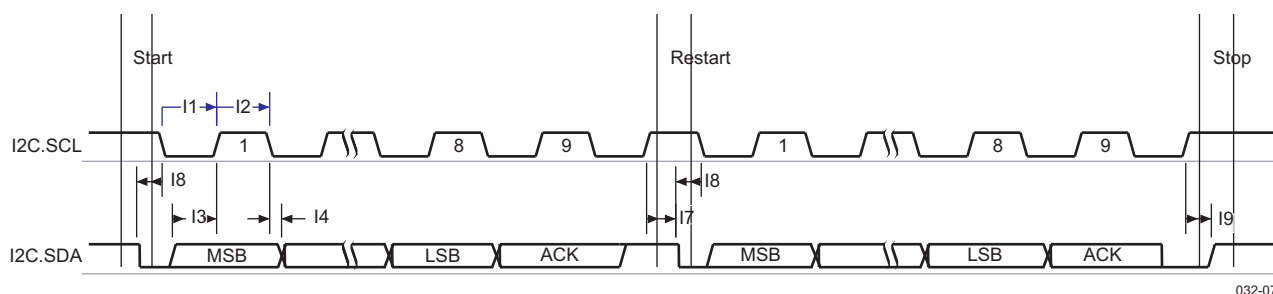 Start Restart Stop
I1 I2
I2C.SCL 1 8 9 1 8 9
I8 I8
I3 I4 I7 I9
I2C.SDA MSB LSB ACK MSB LSB ACK